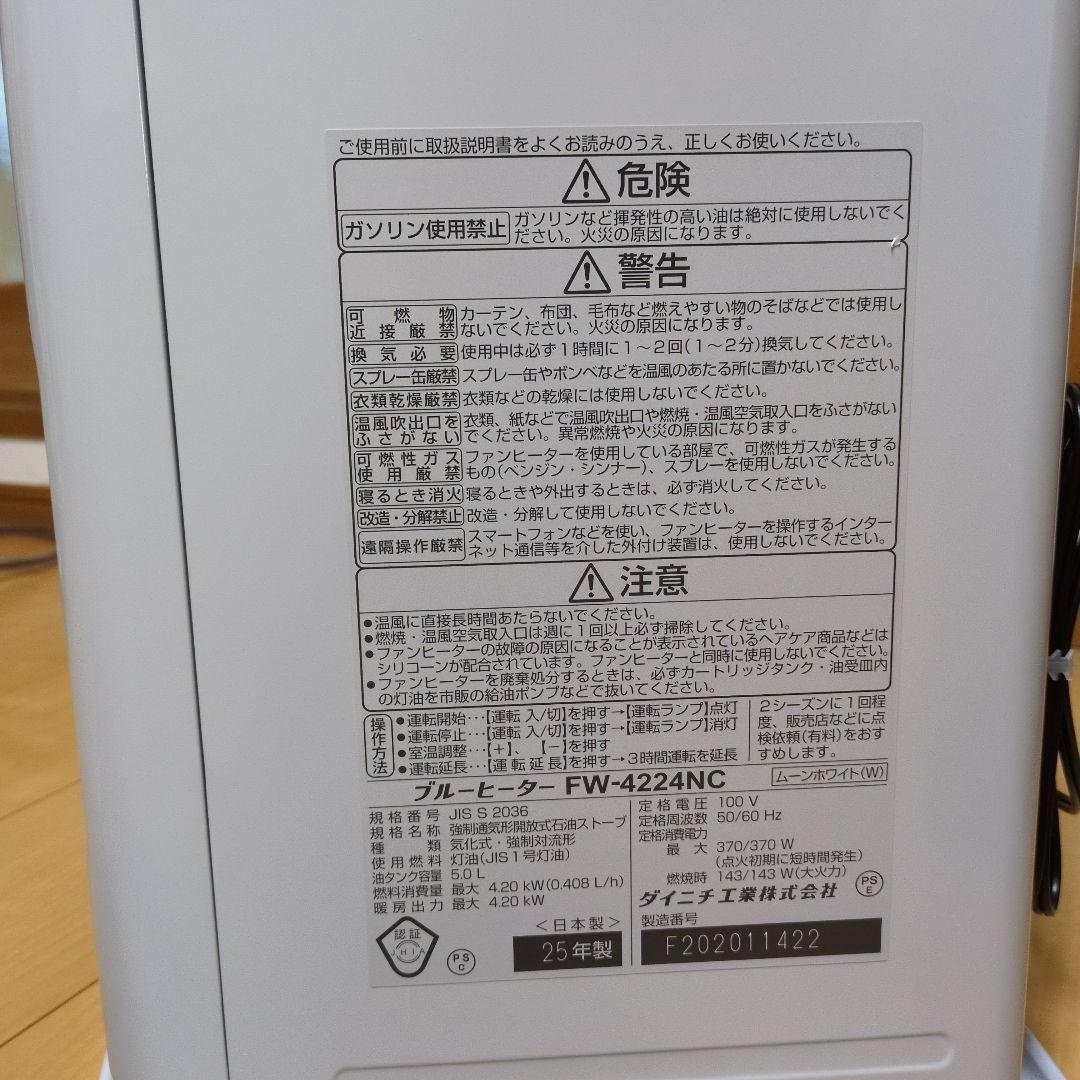 ご使用前に取扱説明書をよくお読みのうえ、正しくお使いください。
危険
ガソリン使用禁止 ガソリンなど揮発性の高い油は絶対に使用しないでく
ださい。火災の原因になります。
警告
可燃物 カーテン、布団、毛布など燃えやすい物のそばなどでは使用し
近接厳禁 ないでください。火災の原因になります。
換気必要 使用中は必ず1時間に1〜2回(1〜2分)換気してください。
スプレー缶厳禁 スプレー缶やボンベなどを温風のあたる所に置かないでください。
衣類乾燥厳禁 衣類などの乾燥には使用しないでください。
温風吹出口を 衣類、紙などで温風吹出口や燃焼・温風空気取入口をふさがない
ふさがない でください。異常燃焼や火災の原因になります。
可燃性ガス ファンヒーターを使用している部屋で、可燃性ガスが発生する
使用厳禁 もの(ベンジン・シンナー)、スプレーを使用しないでください。
寝るとき消火 寝るときや外出するときは、必ず消火してください。
改造・分解禁止 改造・分解して使用しないでください。
遠隔操作厳禁 スマートフォンなどを使い、ファンヒーターを操作するインター
ネット通信等を介した外付け装置は、使用しないでください。
注意
●温風に直接長時間あたらないでください。
●燃焼・温風空気取入口は週に1回以上必ず掃除してください。
●ファンヒーターの故障の原因になることが表示されているヘアケア商品などは
シリコーンが配合されています。ファンヒーターと同時に使用しないでください。
●ファンヒーターを廃棄処分するときは、必ずカートリッジタンク・油受皿内
の灯油を市販の給油ポンプなどで抜いてください。
操作方法
●運転開始…【運転 入/切】を押す→【運転ランプ】点灯
●運転停止…【運転 入/切】を押す→【運転ランプ】消灯
●室温調整…【+】、【−】を押す
●運転延長…【運転延長】を押す→3時間運転を延長
2シーズンに1回程
度、販売店などに点
検依頼(有料)をおす
すめします。
ブルーヒーター FW-4224NC
ムーンホワイト(W)
規格番号 JIS S 2036
規格名称 強制通気形開放式石油ストーブ
種類 気化式・強制対流形
使用燃料 灯油(JIS1号灯油)
油タンク容量 5.0 L
燃料消費量 最大 4.20 kW(0.408 L/h)
暖房出力 最大 4.20 kW
定格電圧 100 V
定格周波数 50/60 Hz
定格消費電力
最大 370/370 W
(点火初期に短時間発生)
燃焼時 143/143 W(大火力)
ダイニチ工業株式会社
PS
E
認証
JHIA
PS
C
<日本製>
25年製
製造番号
F202011422